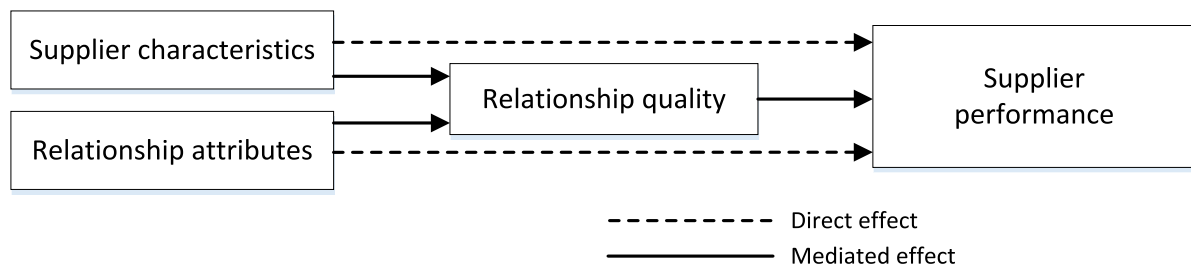 Supplier characteristics
Relationship attributes
Relationship quality
Supplier
performance
Direct effect
Mediated effect